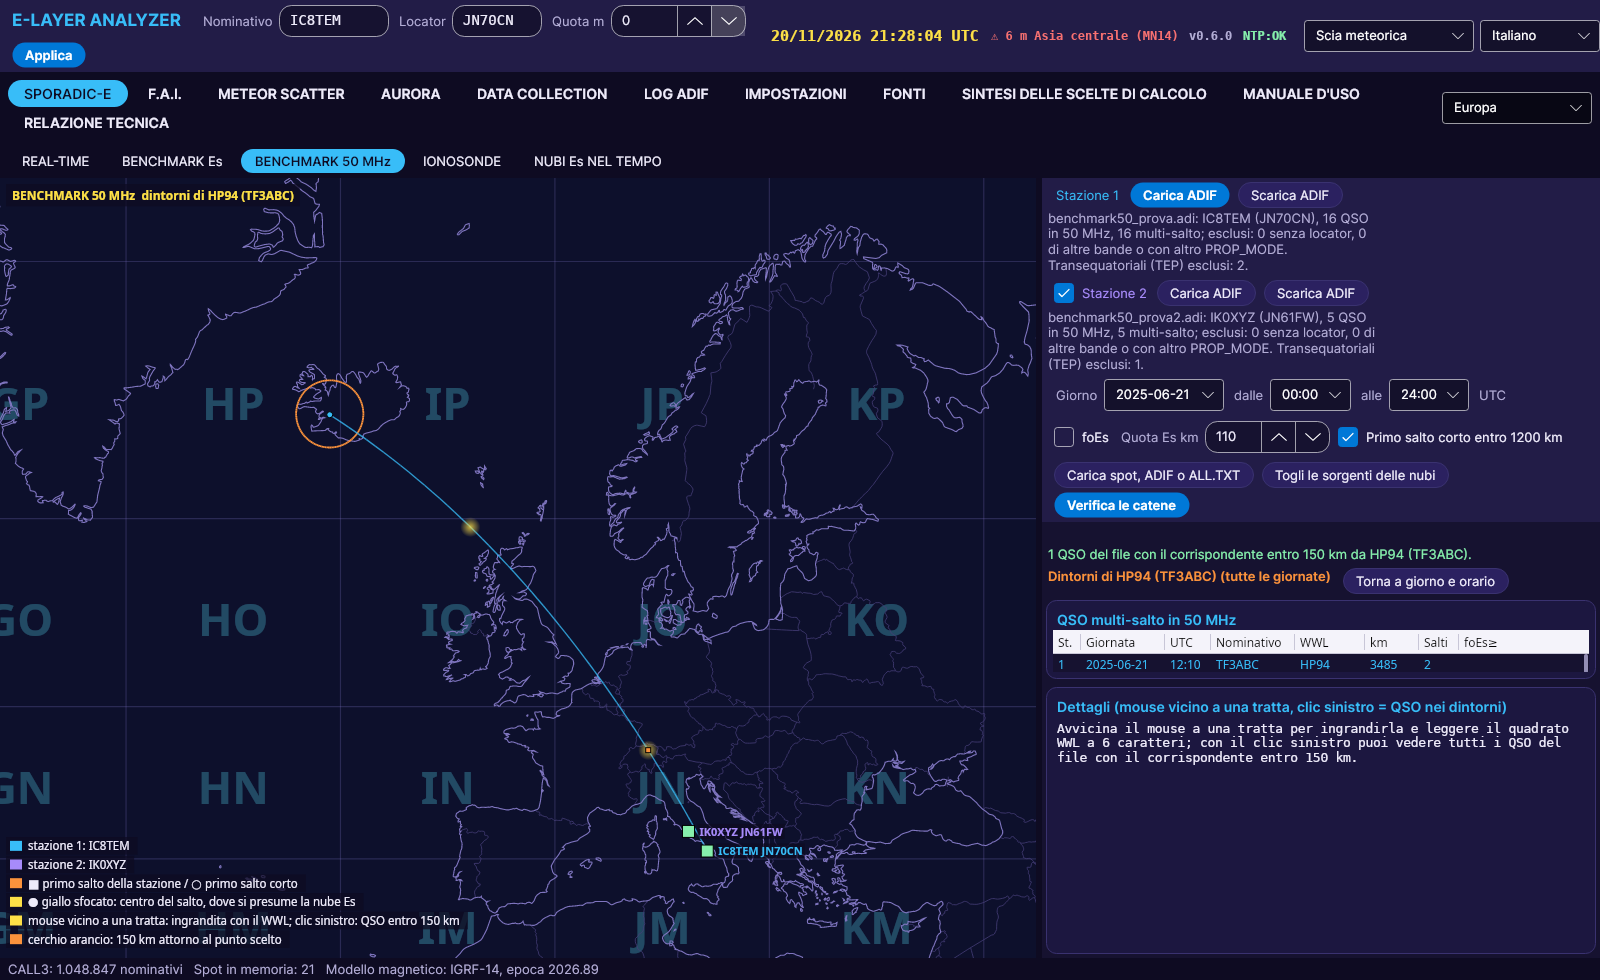 E-LAYER ANALYZER
Nominativo IC8TEM Locator JN70CN Quota m 0
20/11/2026 21:28:04 UTC ⚠ 6 m Asia centrale (MN14) v0.6.0 NTP:OK
Scia meteorica Italiano
Applica
SPORADIC-E F.A.I. METEOR SCATTER AURORA DATA COLLECTION LOG ADIF IMPOSTAZIONI FONTI SINTESI DELLE SCELTE DI CALCOLO MANUALE D'USO
RELAZIONE TECNICA
Europa
REAL-TIME BENCHMARK Es BENCHMARK 50 MHz IONOSONDE NUBI Es NEL TEMPO
BENCHMARK 50 MHz dintorni di HP94 (TF3ABC)
GP HP IP JP KP
GO HO IO JO KO
GN HN IN JN KN
IK0XYZ JN61FW
IC8TEM JN70CN
IM JM KM
stazione 1: IC8TEM
stazione 2: IK0XYZ
■ primo salto della stazione / ○ primo salto corto
● giallo sfocato: centro del salto, dove si presume la nube Es
mouse vicino a una tratta: ingrandita con il WWL; clic sinistro: QSO entro 150 km
cerchio arancio: 150 km attorno al punto scelto
Stazione 1 Carica ADIF Scarica ADIF
benchmark50_prova.adi: IC8TEM (JN70CN), 16 QSO
in 50 MHz, 16 multi-salto; esclusi: 0 senza locator, 0
di altre bande o con altro PROP_MODE.
Transequatoriali (TEP) esclusi: 2.
Stazione 2 Carica ADIF Scarica ADIF
benchmark50_prova2.adi: IK0XYZ (JN61FW), 5 QSO
in 50 MHz, 5 multi-salto; esclusi: 0 senza locator, 0 di
altre bande o con altro PROP_MODE. Transequatoriali
(TEP) esclusi: 1.
Giorno 2025-06-21 dalle 00:00 alle 24:00 UTC
foEs Quota Es km 110 Primo salto corto entro 1200 km
Carica spot, ADIF o ALL.TXT Togli le sorgenti delle nubi
Verifica le catene
1 QSO del file con il corrispondente entro 150 km da HP94 (TF3ABC).
Dintorni di HP94 (TF3ABC) (tutte le giornate) Torna a giorno e orario
QSO multi-salto in 50 MHz
St. Giornata UTC Nominativo WWL km Salti foEs≥
1 2025-06-21 12:10 TF3ABC HP94 3485 2
Dettagli (mouse vicino a una tratta, clic sinistro = QSO nei dintorni)
Avvicina il mouse a una tratta per ingrandirla e leggere il quadrato
WWL a 6 caratteri; con il clic sinistro puoi vedere tutti i QSO del
file con il corrispondente entro 150 km.
CALL3: 1.048.847 nominativi Spot in memoria: 21 Modello magnetico: IGRF-14, epoca 2026.89